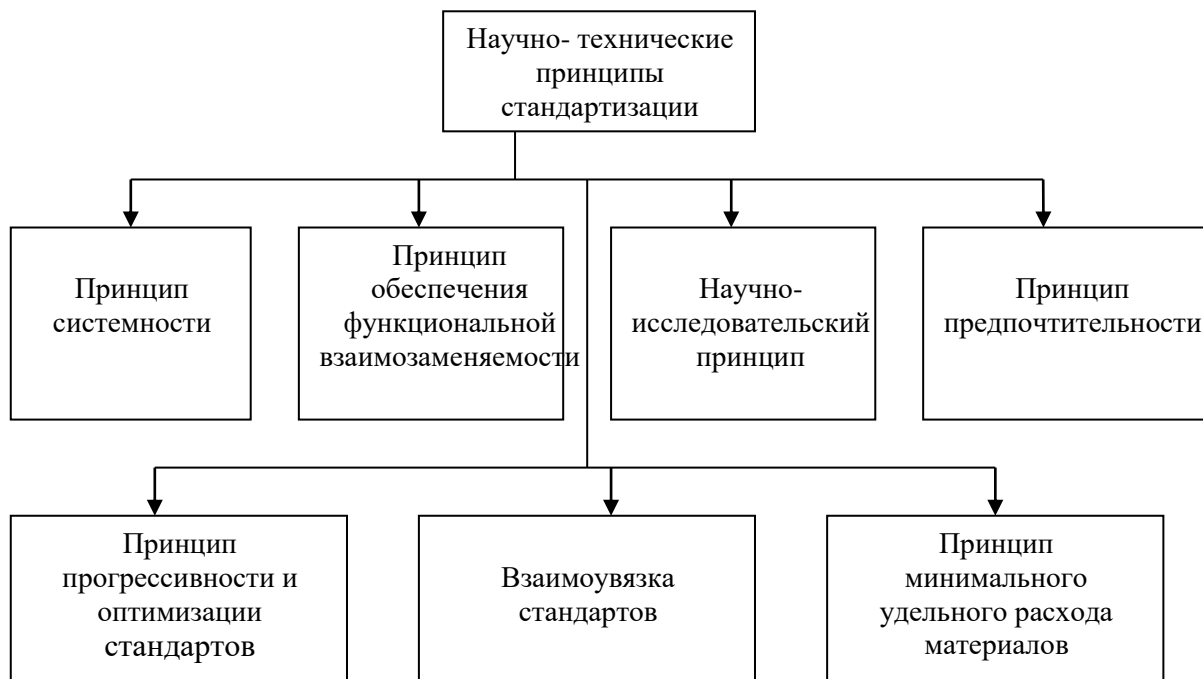 Научно- технические
принципы
стандартизации
Принцип
системности
Принцип
обеспечения
функциональной
взаимозаменяемости
Научно-
исследовательский
принцип
Принцип
предпочтительности
Принцип
прогрессивности и
оптимизации
стандартов
Взаимоувязка
стандартов
Принцип
минимального
удельного расхода
материалов